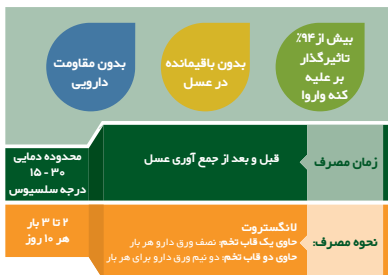 بیش از ۹۴٪
تاثیرگذار
بر علیه
کنه واروا
بدون باقیمانده
در عسل
بدون مقاومت
دارویی
زمان مصرف
قبل و بعد از جمع آوری عسل
محدوده دمایی
۳۰ - ۱۵
درجه سلسیوس
نحوه مصرف:
لانگستروت
حاوی یک قاب تخم: نصف ورق دارو هر بار
حاوی دو قاب تخم: دو نیم ورق دارو برای هر بار
۲ تا ۳ بار
هر ۱۰ روز